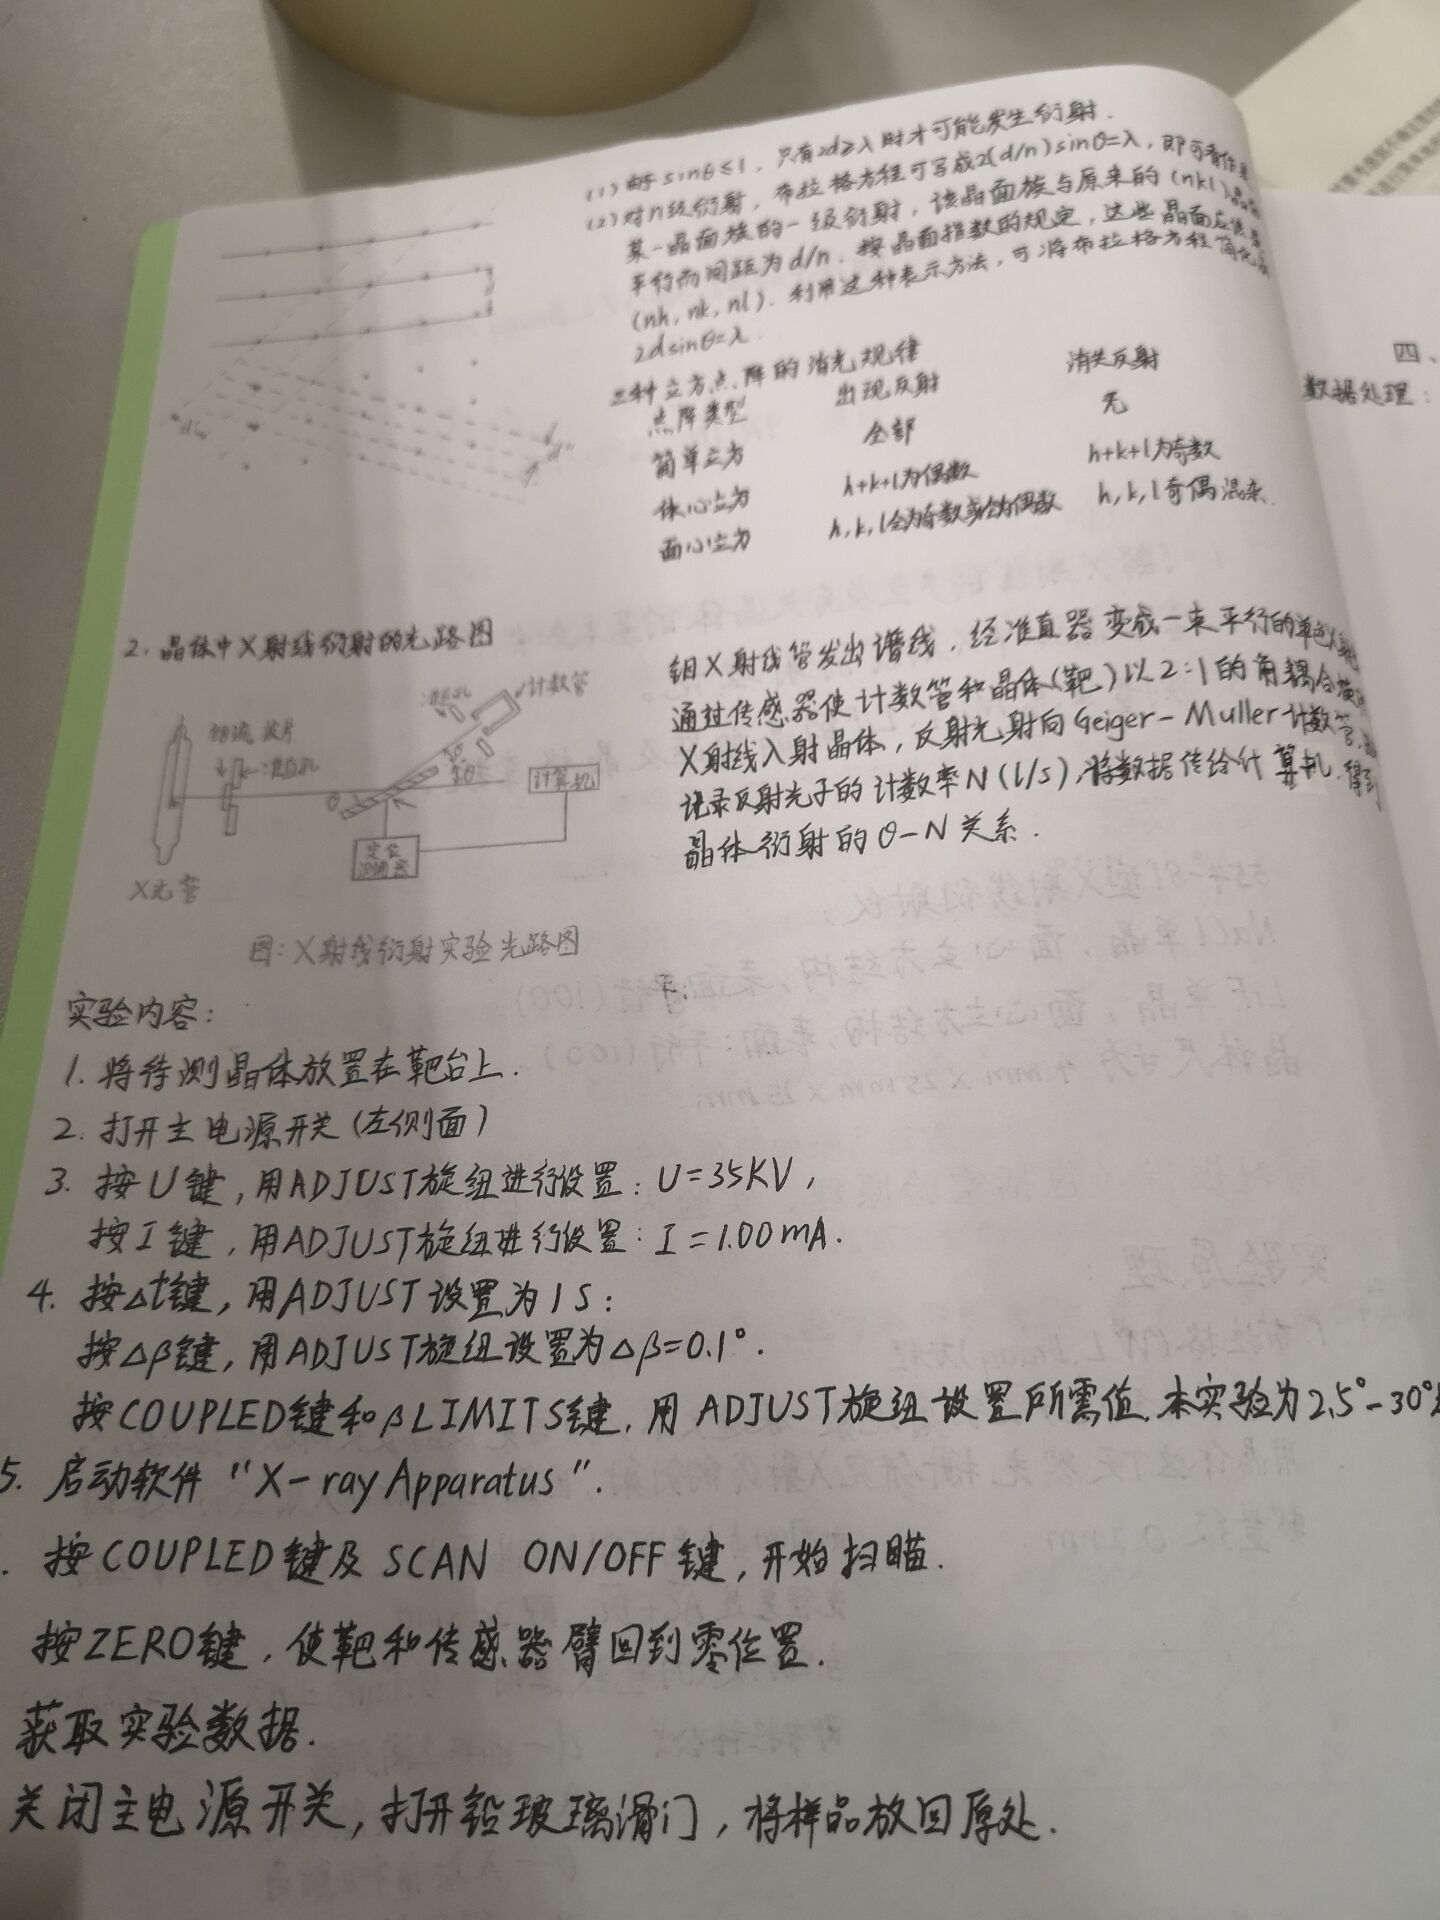 (1) 由于sinθ≤1，只有2d≥λ时才可能发生衍射.
(2) 对n级衍射，布拉格方程可写成2(d/n)sinθ=λ，即可看作是
某一晶面族的一级衍射，该晶面族与原来的(hkl)晶面
平行而间距为d/n. 按晶面指数的规定，这些晶面应该是
(nh, nk, nl). 利用这种表示方法，可将布拉格方程简化为
2dsinθ=λ.
三种立方点阵的消光规律
点阵类型 出现反射 消失反射
简单立方 全部 无
体心立方 h+k+l为偶数 h+k+l为奇数
面心立方 h,k,l全为奇数或全为偶数 h,k,l奇偶混杂.
四、
数据处理：
2. 晶体中X射线衍射的光路图
计数管
锆滤波片
准直孔
θ
计算机
定位
测角器
X光管
图：X射线衍射实验光路图
钼X射线管发出谱线，经准直器变成一束平行的单色X射
通过传感器使计数管和晶体(靶)以2:1的角耦合
X射线入射晶体，反射光射向Geiger-Muller计数管，
记录反射光子的计数率N(1/s)，将数据传给计算机，得到
晶体衍射的θ-N关系.
实验内容：
1. 将待测晶体放置在靶台上.
2. 打开主电源开关(左侧面)
3. 按U键，用ADJUST旋纽进行设置：U=35KV，
按I键，用ADJUST旋纽进行设置：I=1.00mA.
4. 按Δt键，用ADJUST设置为1S：
按Δβ键，用ADJUST旋纽设置为Δβ=0.1°.
按COUPLED键和βLIMITS键，用ADJUST旋纽设置所需值，本实验为2.5°-30°
5. 启动软件“X-ray Apparatus”.
按COUPLED键及SCAN ON/OFF键，开始扫瞄.
按ZERO键，使靶和传感器臂回到零位置.
获取实验数据.
关闭主电源开关，打开铅玻璃滑门，将样品放回原处.